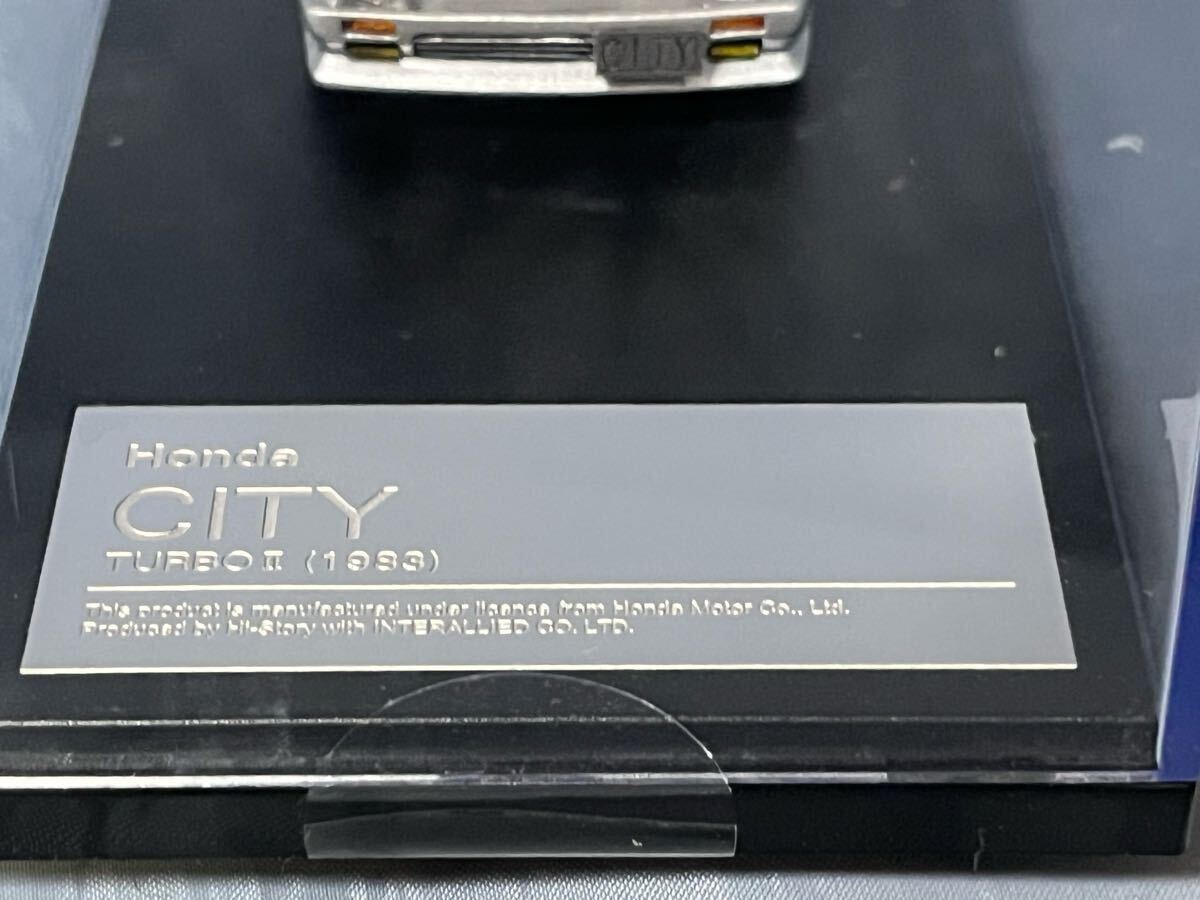 CITY
Honda
CITY
TURBO II (1983)
This product is manufactured under license from Honda Motor Co., Ltd.
Produced by Hi-Story with INTERALLIED CO. LTD.